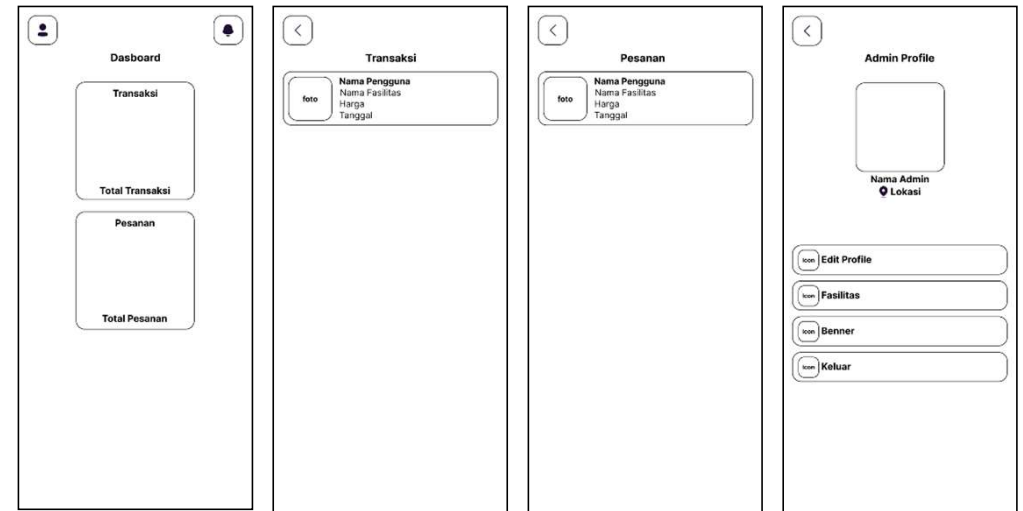 Dasboard
Transaksi
Total Transaksi
Pesanan
Total Pesanan
Transaksi
foto
Nama Pengguna
Nama Fasilitas
Harga
Tanggal
Pesanan
foto
Nama Pengguna
Nama Fasilitas
Harga
Tanggal
Admin Profile
Nama Admin
Lokasi
Icon Edit Profile
Icon Fasilitas
Icon Benner
Icon Keluar